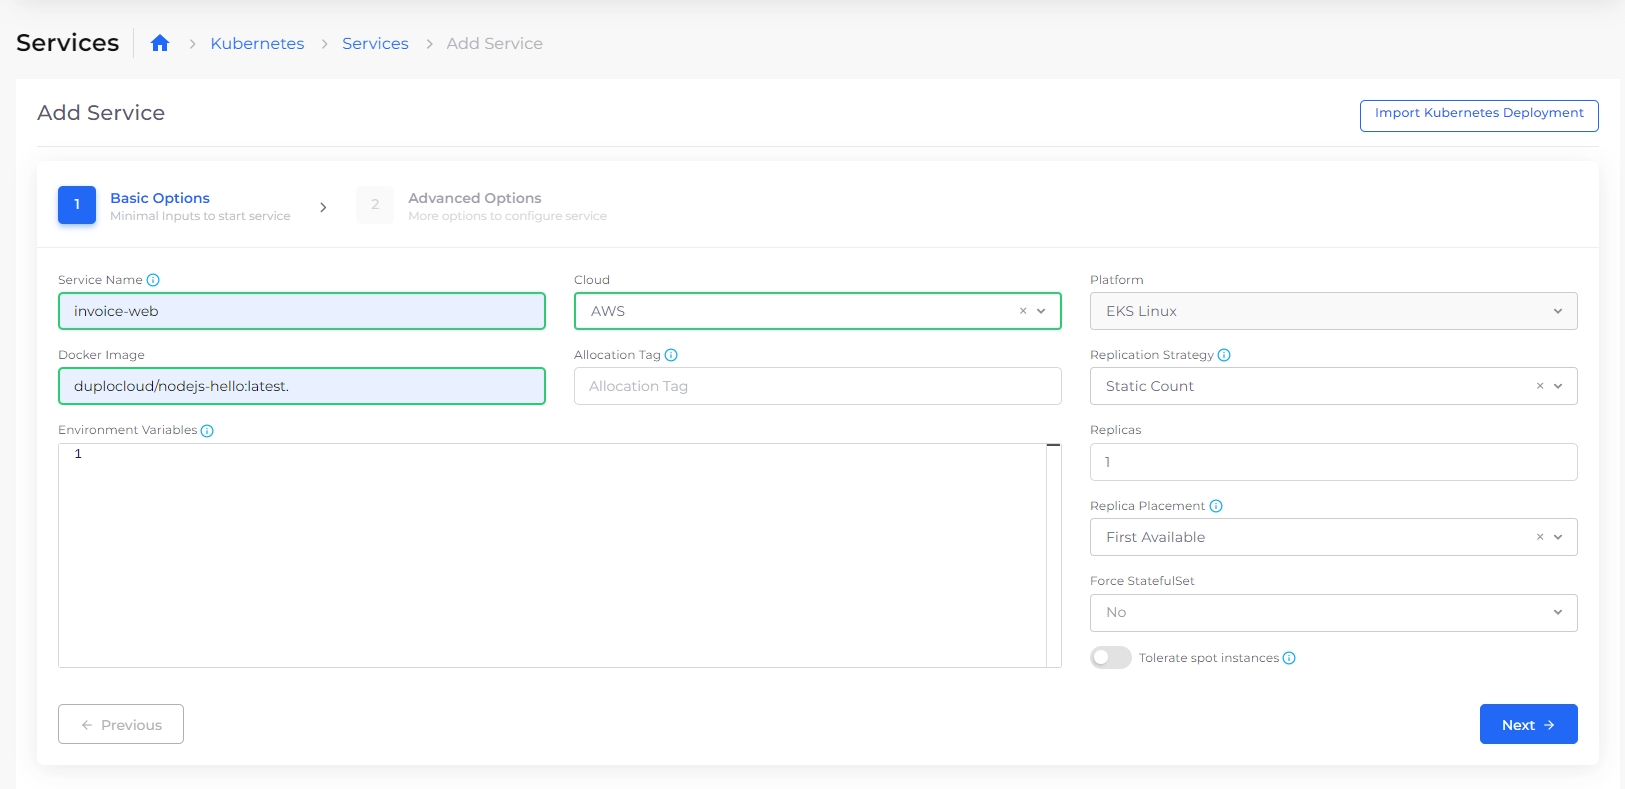 Services Kubernetes Services Add Service
Add Service
Import Kubernetes Deployment
1 Basic Options
Minimal Inputs to start service
2 Advanced Options
More options to configure service
Service Name
invoice-web
Cloud
AWS
Platform
EKS Linux
Docker Image
duplocloud/nodejs-hello:latest.
Allocation Tag
Allocation Tag
Replication Strategy
Static Count
Environment Variables
1
Replicas
1
Replica Placement
First Available
Force StatefulSet
No
Tolerate spot instances
Previous
Next